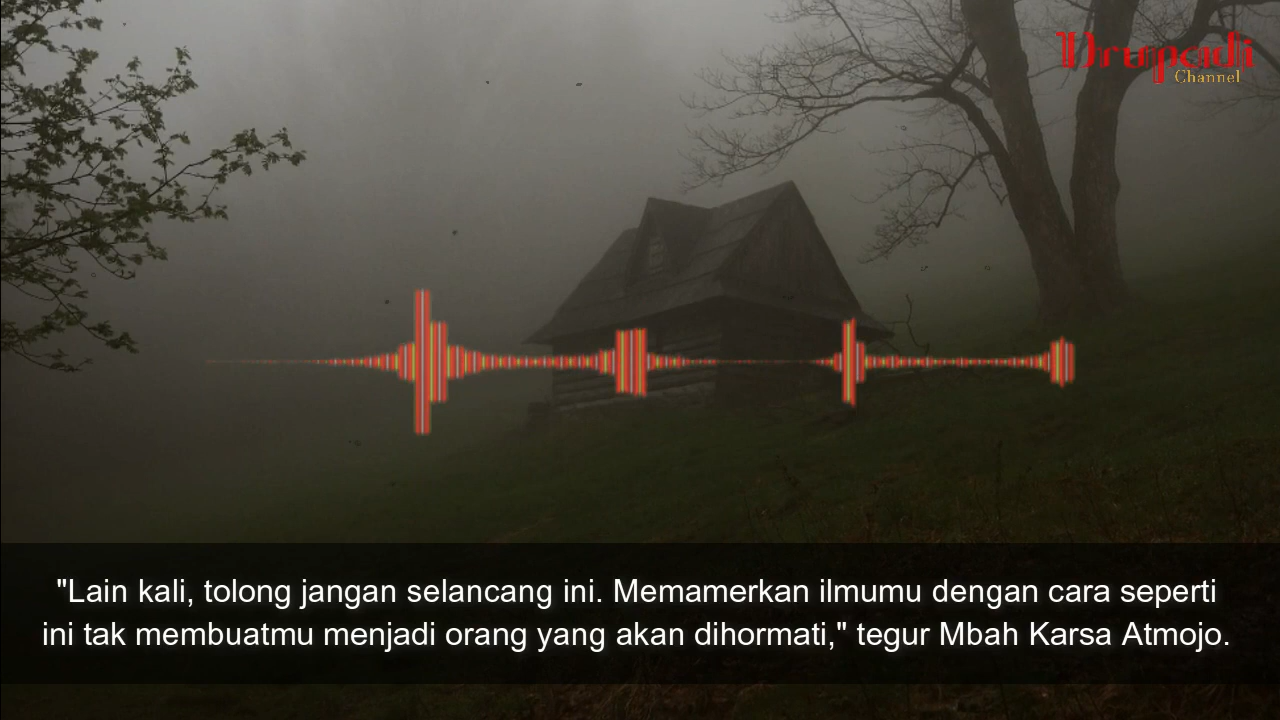 Drupadi
Channel
"Lain kali, tolong jangan selancang ini. Memamerkan ilmumu dengan cara seperti
ini tak membuatmu menjadi orang yang akan dihormati," tegur Mbah Karsa Atmojo.